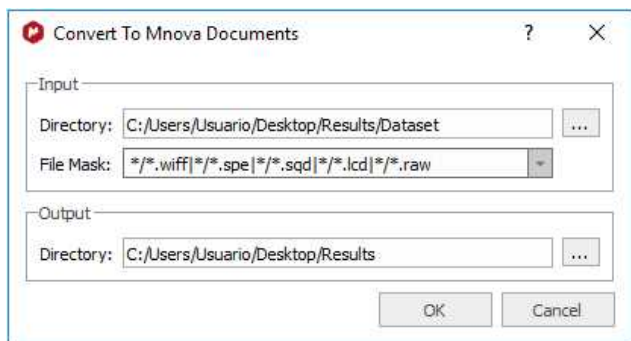 Convert To Mnova Documents
Input
Directory: C:/Users/Usuario/Desktop/Results/Dataset ...
File Mask: */*.wiff|*/*.spe|*/*.sqd|*/*.lcd|*/*.raw
Output
Directory: C:/Users/Usuario/Desktop/Results ...
OK Cancel